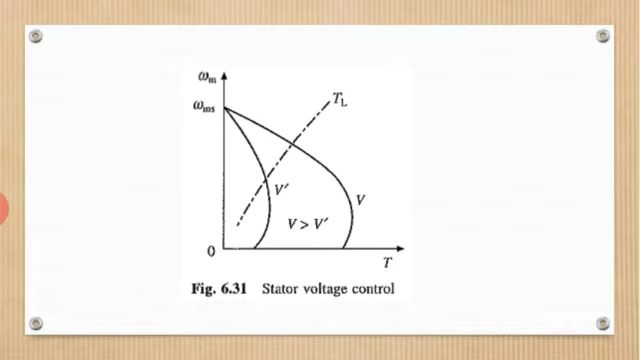 ωm
ωms
TL
V′
V
V > V′
0
T
Fig. 6.31 Stator voltage control